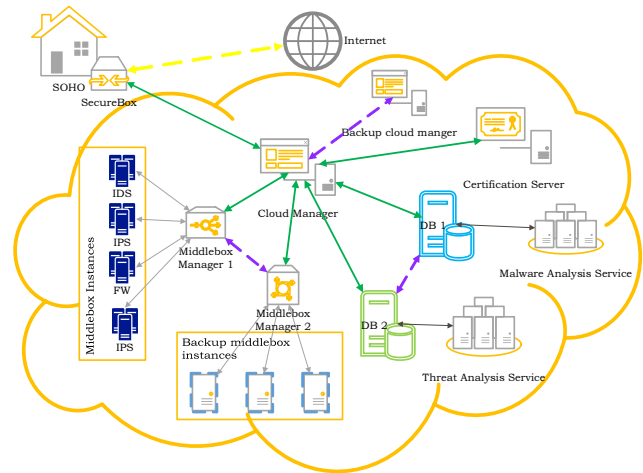 Internet
SOHO
SecureBox
Backup cloud manger
Certification Server
Cloud Manager
Middlebox Instances
IDS
IPS
FW
IPS
Middlebox
Manager 1
Middlebox
Manager 2
Backup middlebox
instances
DB 1
DB 2
Malware Analysis Service
Threat Analysis Service